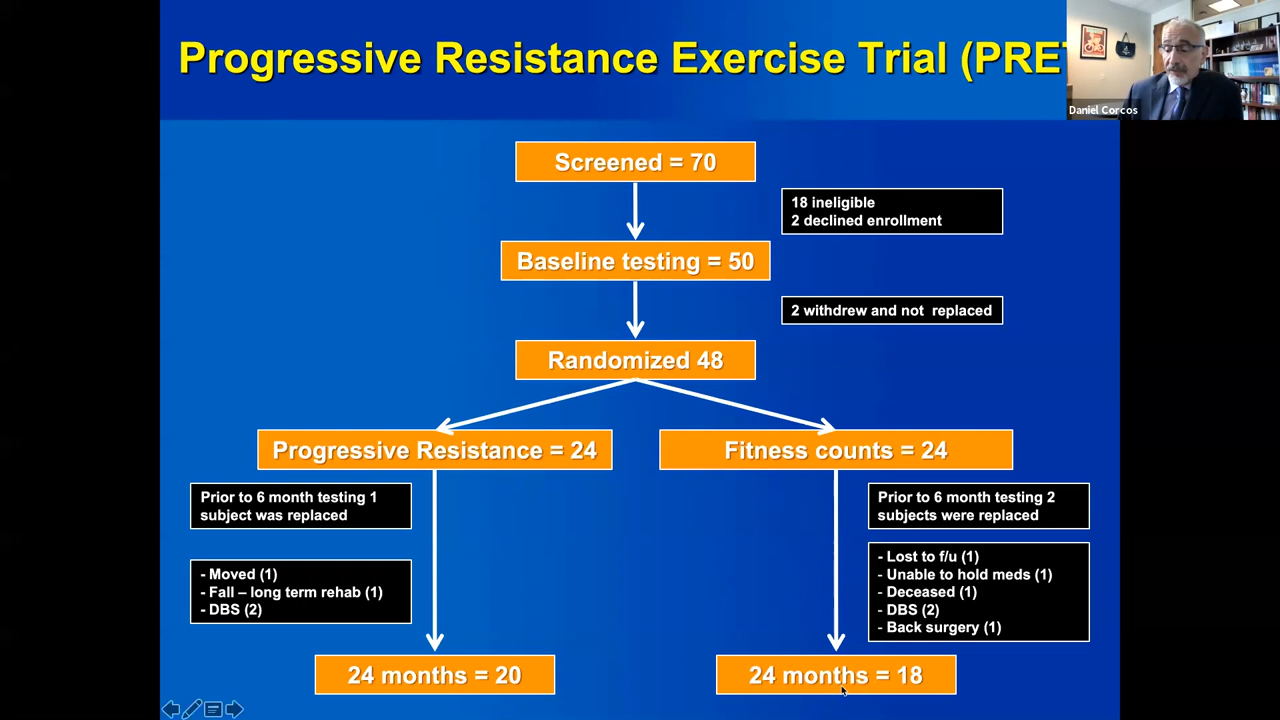 Progressive Resistance Exercise Trial (PRE
Daniel Corcos
Screened = 70
18 ineligible
2 declined enrollment
Baseline testing = 50
2 withdrew and not replaced
Randomized 48
Progressive Resistance = 24
Fitness counts = 24
Prior to 6 month testing 1
subject was replaced
Prior to 6 month testing 2
subjects were replaced
- Moved (1)
- Fall – long term rehab (1)
- DBS (2)
- Lost to f/u (1)
- Unable to hold meds (1)
- Deceased (1)
- DBS (2)
- Back surgery (1)
24 months = 20
24 months = 18